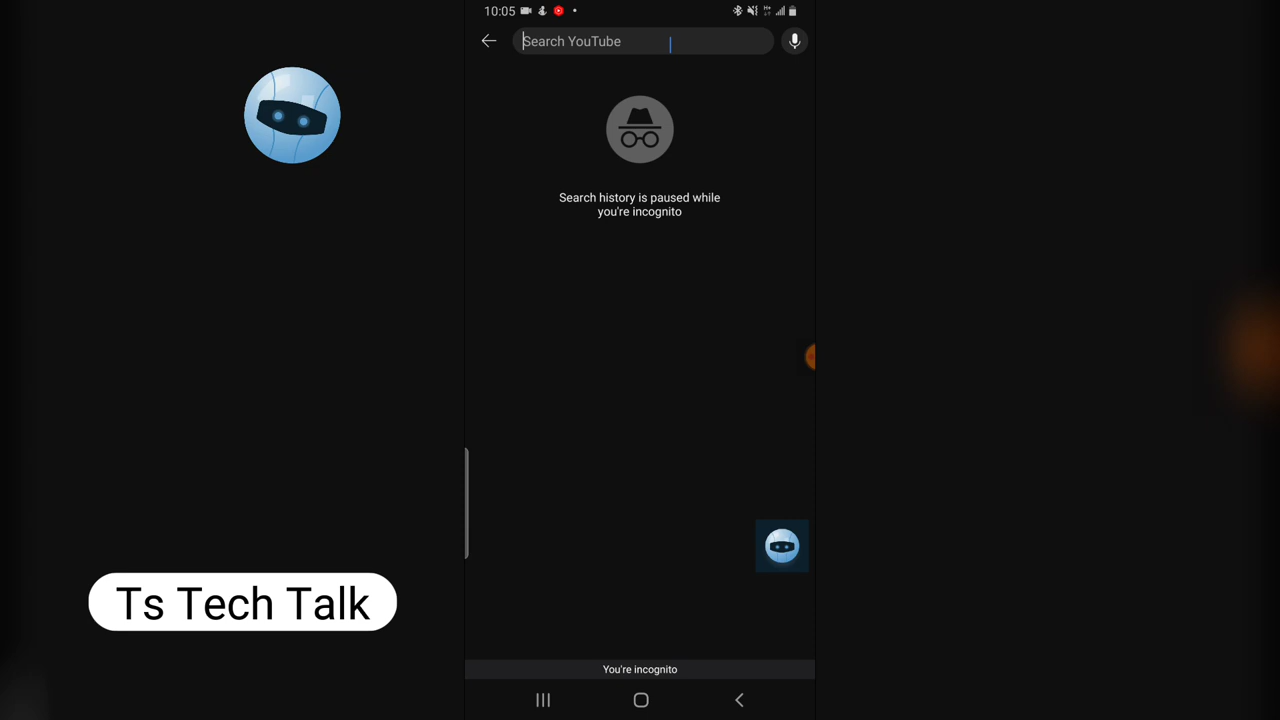 10:05
Search YouTube
Search history is paused while
you're incognito
Ts Tech Talk
You're incognito